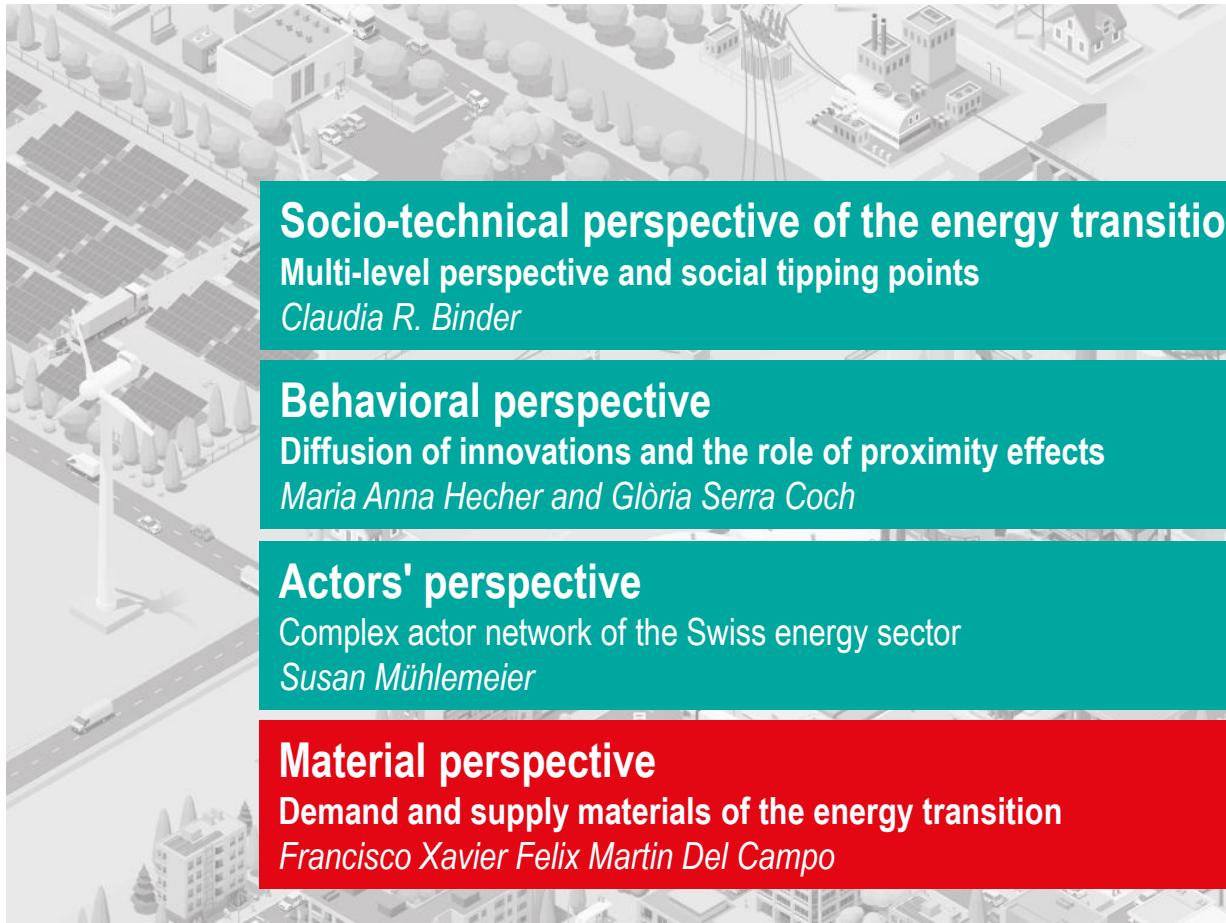 Socio-technical perspective of the energy transitio
Multi-level perspective and social tipping points
Claudia R. Binder
Behavioral perspective
Diffusion of innovations and the role of proximity effects
Maria Anna Hecher and Glòria Serra Coch
Actors' perspective
Complex actor network of the Swiss energy sector
Susan Mühlemeier
Material perspective
Demand and supply materials of the energy transition
Francisco Xavier Felix Martin Del Campo